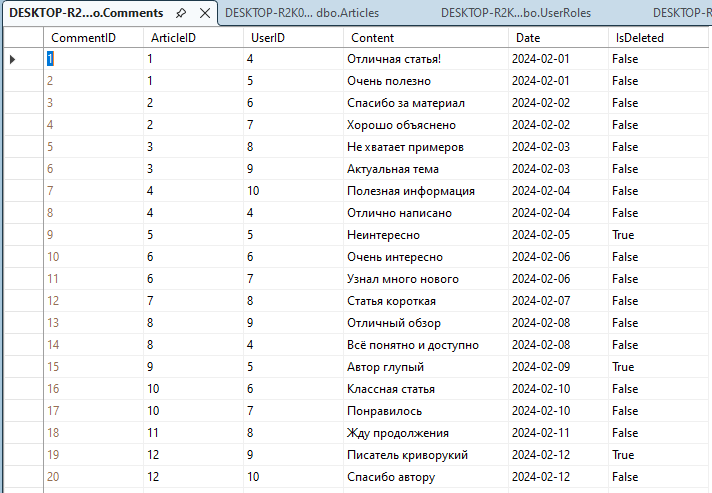 DESKTOP-R2...o.Comments DESKTOP-R2K0... dbo.Articles DESKTOP-R2K...bo.UserRoles DESKTOP-R
CommentID ArticleID UserID Content Date IsDeleted
1 1 4 Отличная статья! 2024-02-01 False
2 1 5 Очень полезно 2024-02-01 False
3 2 6 Спасибо за материал 2024-02-02 False
4 2 7 Хорошо объяснено 2024-02-02 False
5 3 8 Не хватает примеров 2024-02-03 False
6 3 9 Актуальная тема 2024-02-03 False
7 4 10 Полезная информация 2024-02-04 False
8 4 4 Отлично написано 2024-02-04 False
9 5 5 Неинтересно 2024-02-05 True
10 6 6 Очень интересно 2024-02-06 False
11 6 7 Узнал много нового 2024-02-06 False
12 7 8 Статья короткая 2024-02-07 False
13 8 9 Отличный обзор 2024-02-08 False
14 8 4 Всё понятно и доступно 2024-02-08 False
15 9 5 Автор глупый 2024-02-09 True
16 10 6 Классная статья 2024-02-10 False
17 10 7 Понравилось 2024-02-10 False
18 11 8 Жду продолжения 2024-02-11 False
19 12 9 Писатель криворукий 2024-02-12 True
20 12 10 Спасибо автору 2024-02-12 False